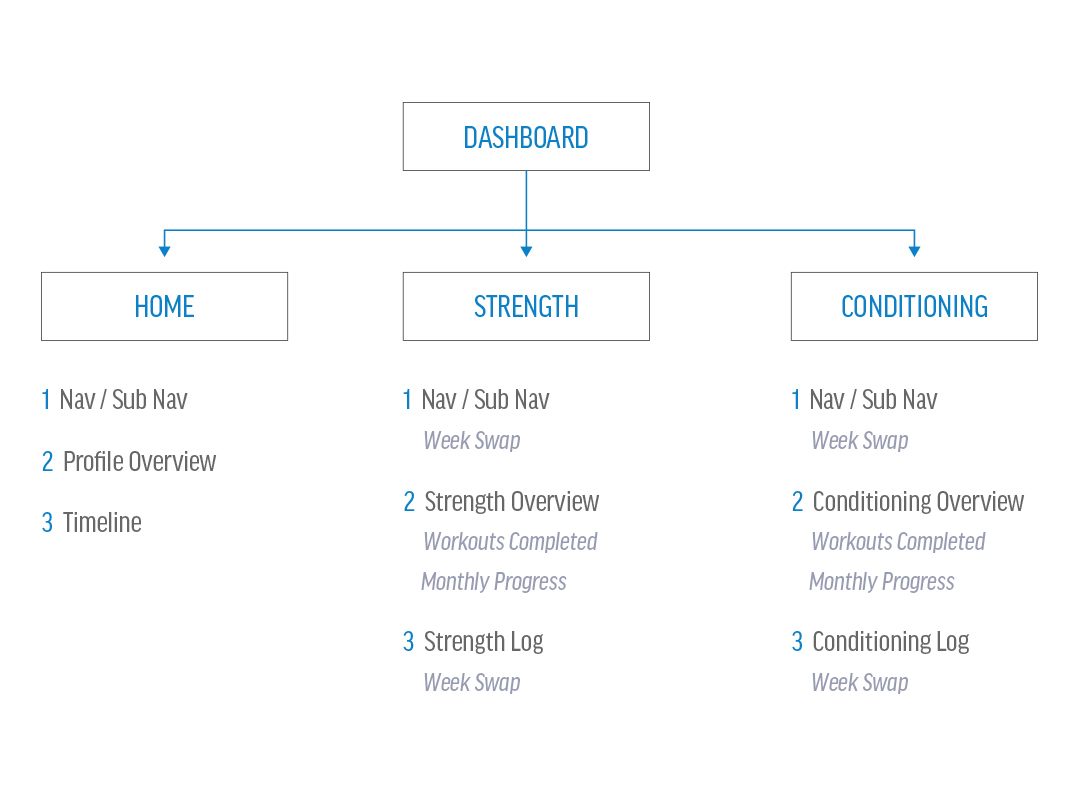 DASHBOARD
HOME
STRENGTH
CONDITIONING
1 Nav / Sub Nav
2 Profile Overview
3 Timeline
1 Nav / Sub Nav
Week Swap
2 Strength Overview
Workouts Completed
Monthly Progress
3 Strength Log
Week Swap
1 Nav / Sub Nav
Week Swap
2 Conditioning Overview
Workouts Completed
Monthly Progress
3 Conditioning Log
Week Swap